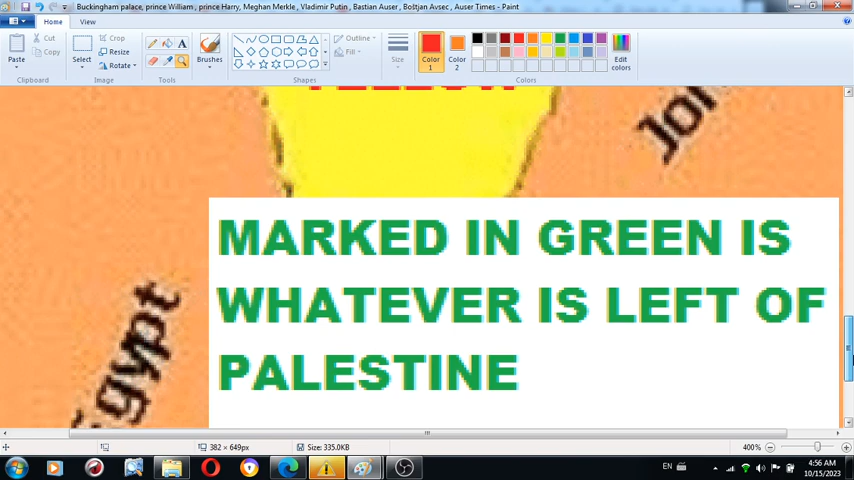 Buckingham palace, prince William , prince Harry, Meghan Merkle , Vladimir Putin , Bastian Auser , Boštjan Avsec , Auser Times - Paint
Home View
Paste
Cut
Copy
Clipboard
Select
Crop
Resize
Rotate
Image
Tools
Brushes
Shapes
Outline
Fill
Size
Color 1
Color 2
Colors
Edit colors
MARKED IN GREEN IS
WHATEVER IS LEFT OF
PALESTINE
382 × 649px
Size: 335.0KB
400%
EN
4:56 AM
10/15/2023